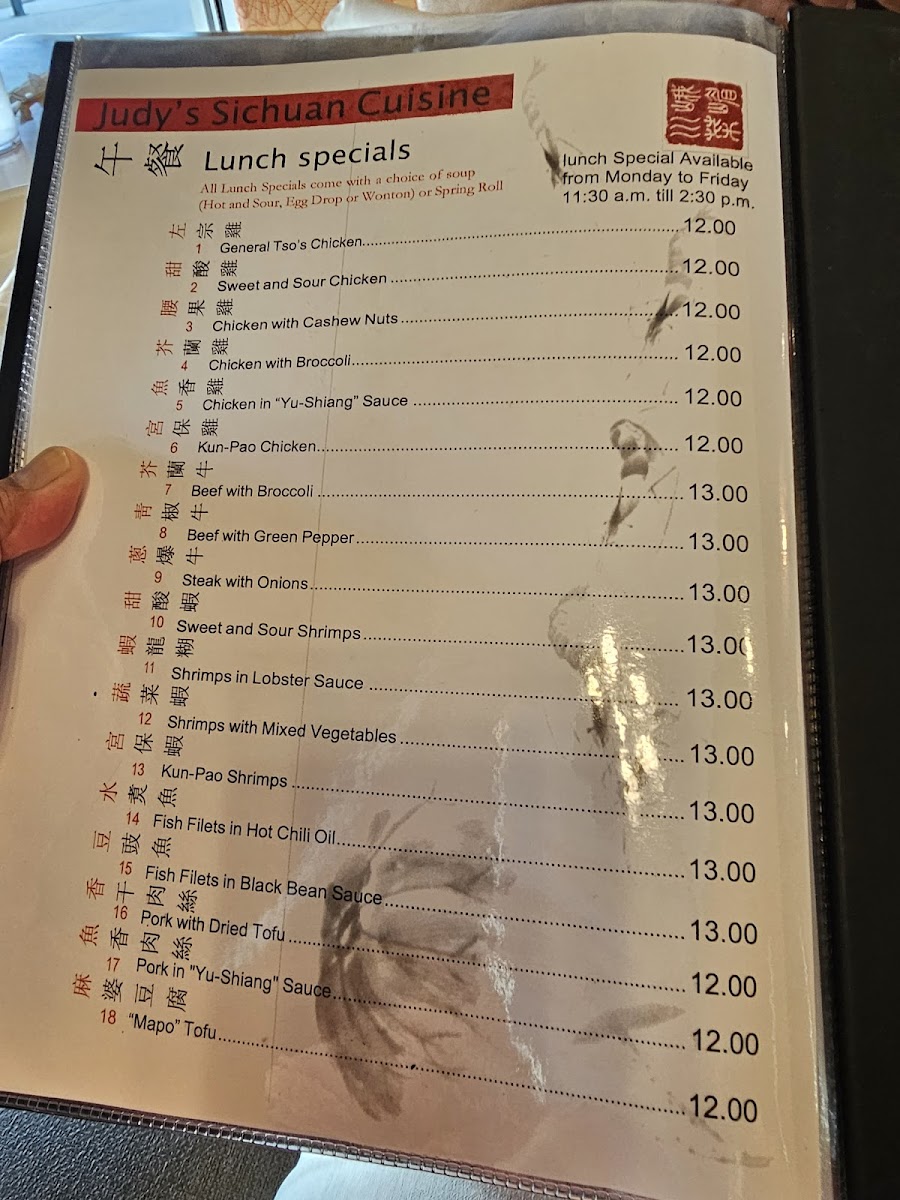 Judy's Sichuan Cuisine
午餐 Lunch specials
All Lunch Specials come with a choice of soup
(Hot and Sour, Egg Drop or Wonton) or Spring Roll
lunch Special Available
from Monday to Friday
11:30 a.m. till 2:30 p.m.
左宗雞
1 General Tso's Chicken 12.00
甜酸雞
2 Sweet and Sour Chicken 12.00
腰果雞
3 Chicken with Cashew Nuts 12.00
芥蘭雞
4 Chicken with Broccoli 12.00
魚香雞
5 Chicken in "Yu-Shiang" Sauce 12.00
宮保雞
6 Kun-Pao Chicken 12.00
芥蘭牛
7 Beef with Broccoli 13.00
青椒牛
8 Beef with Green Pepper 13.00
蔥爆牛
9 Steak with Onions 13.00
甜酸蝦
10 Sweet and Sour Shrimps 13.00
蝦龍糊
11 Shrimps in Lobster Sauce 13.00
蔬菜蝦
12 Shrimps with Mixed Vegetables 13.00
宮保蝦
13 Kun-Pao Shrimps 13.00
水煑魚
14 Fish Filets in Hot Chili Oil 13.00
豆豉魚
15 Fish Filets in Black Bean Sauce 13.00
香干肉絲
16 Pork with Dried Tofu 12.00
魚香肉絲
17 Pork in "Yu-Shiang" Sauce 12.00
麻婆豆腐
18 "Mapo" Tofu 12.00